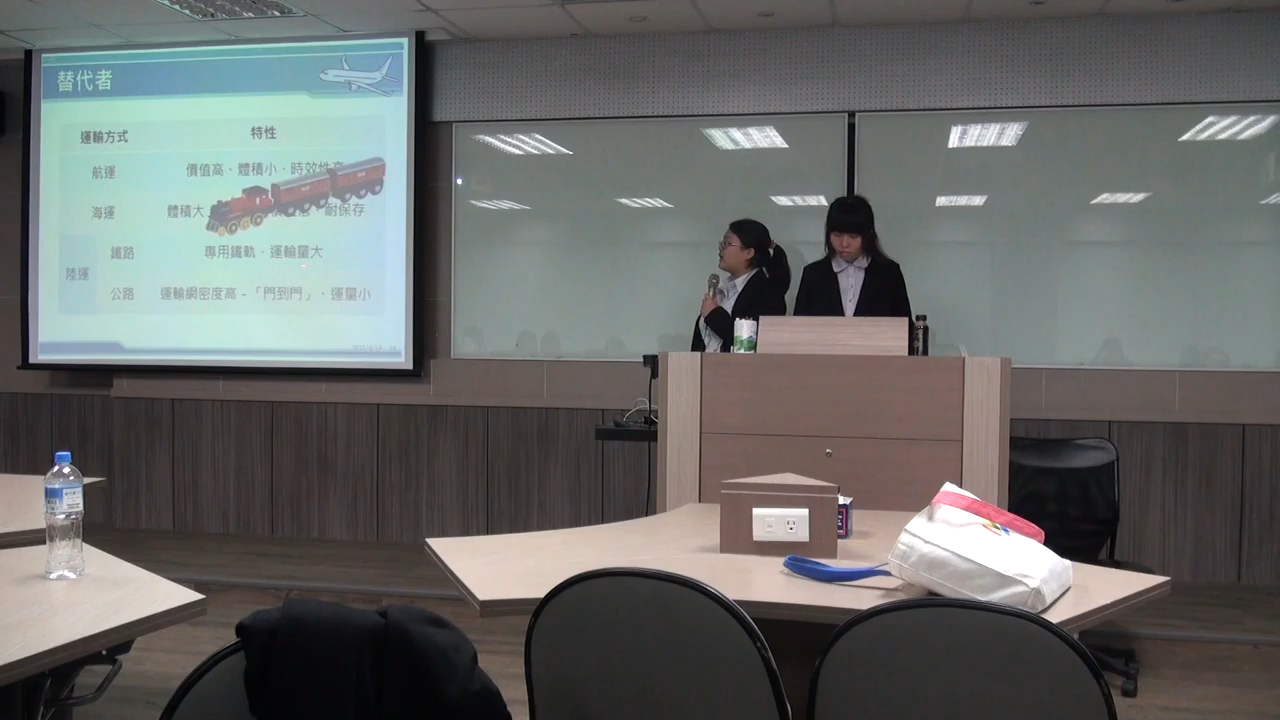 替代者
運輸方式 特性
航運 價值高、體積小、時效性高
海運 體積大、 耐保存
鐵路 專用鐵軌、運輸量大
陸運
公路 運輸網密度高-「門到門」、運量小